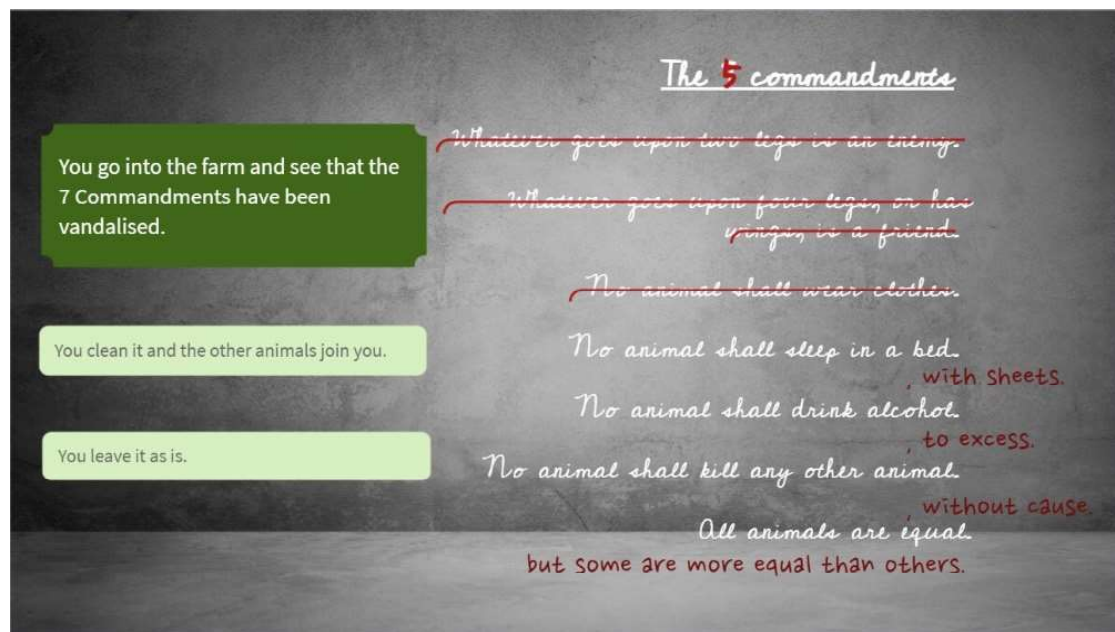 The 5 commandments
You go into the farm and see that the
7 Commandments have been
vandalised.
You clean it and the other animals join you.
You leave it as is.
Whatever goes upon two legs is an enemy.
Whatever goes upon four legs, or has
wings, is a friend.
No animal shall wear clothes.
No animal shall sleep in a bed.
, with sheets.
No animal shall drink alcohol.
, to excess.
No animal shall kill any other animal.
, without cause.
All animals are equal.
but some are more equal than others.